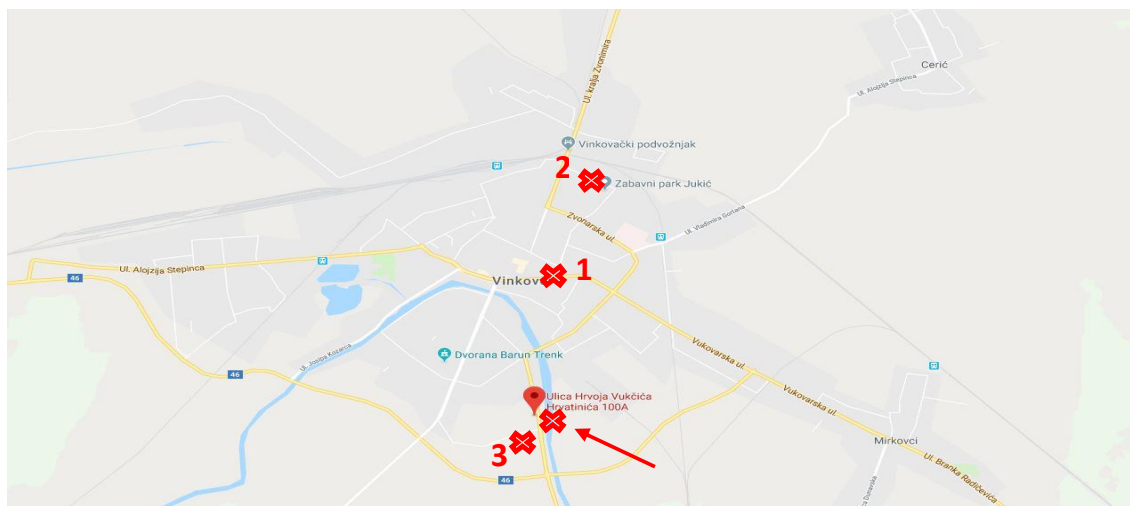 Ul. kralja Zvonimira
Cerić
Ul. Alojzija Stepinca
Vinkovački podvožnjak
2
Zabavni park Jukić
Zvonarska ul.
Ul. Vladimira Gortana
Ul. Alojzija Stepinca
46
1
Ul. Josipa Kozarca
Dvorana Barun Trenk
Vukovarska ul.
Vukovarska ul.
46
Ulica Hrvoja Vukčića
Hrvatinića 100A
Mirkovci
3
46
Ul. Branka Radičevića